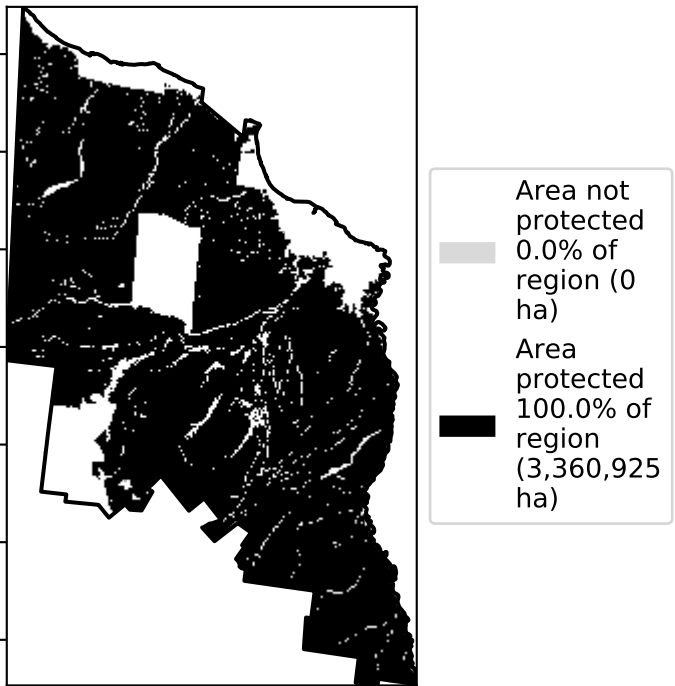 Area not
protected
0.0% of
region (0
ha)
Area
protected
100.0% of
region
(3,360,925
ha)